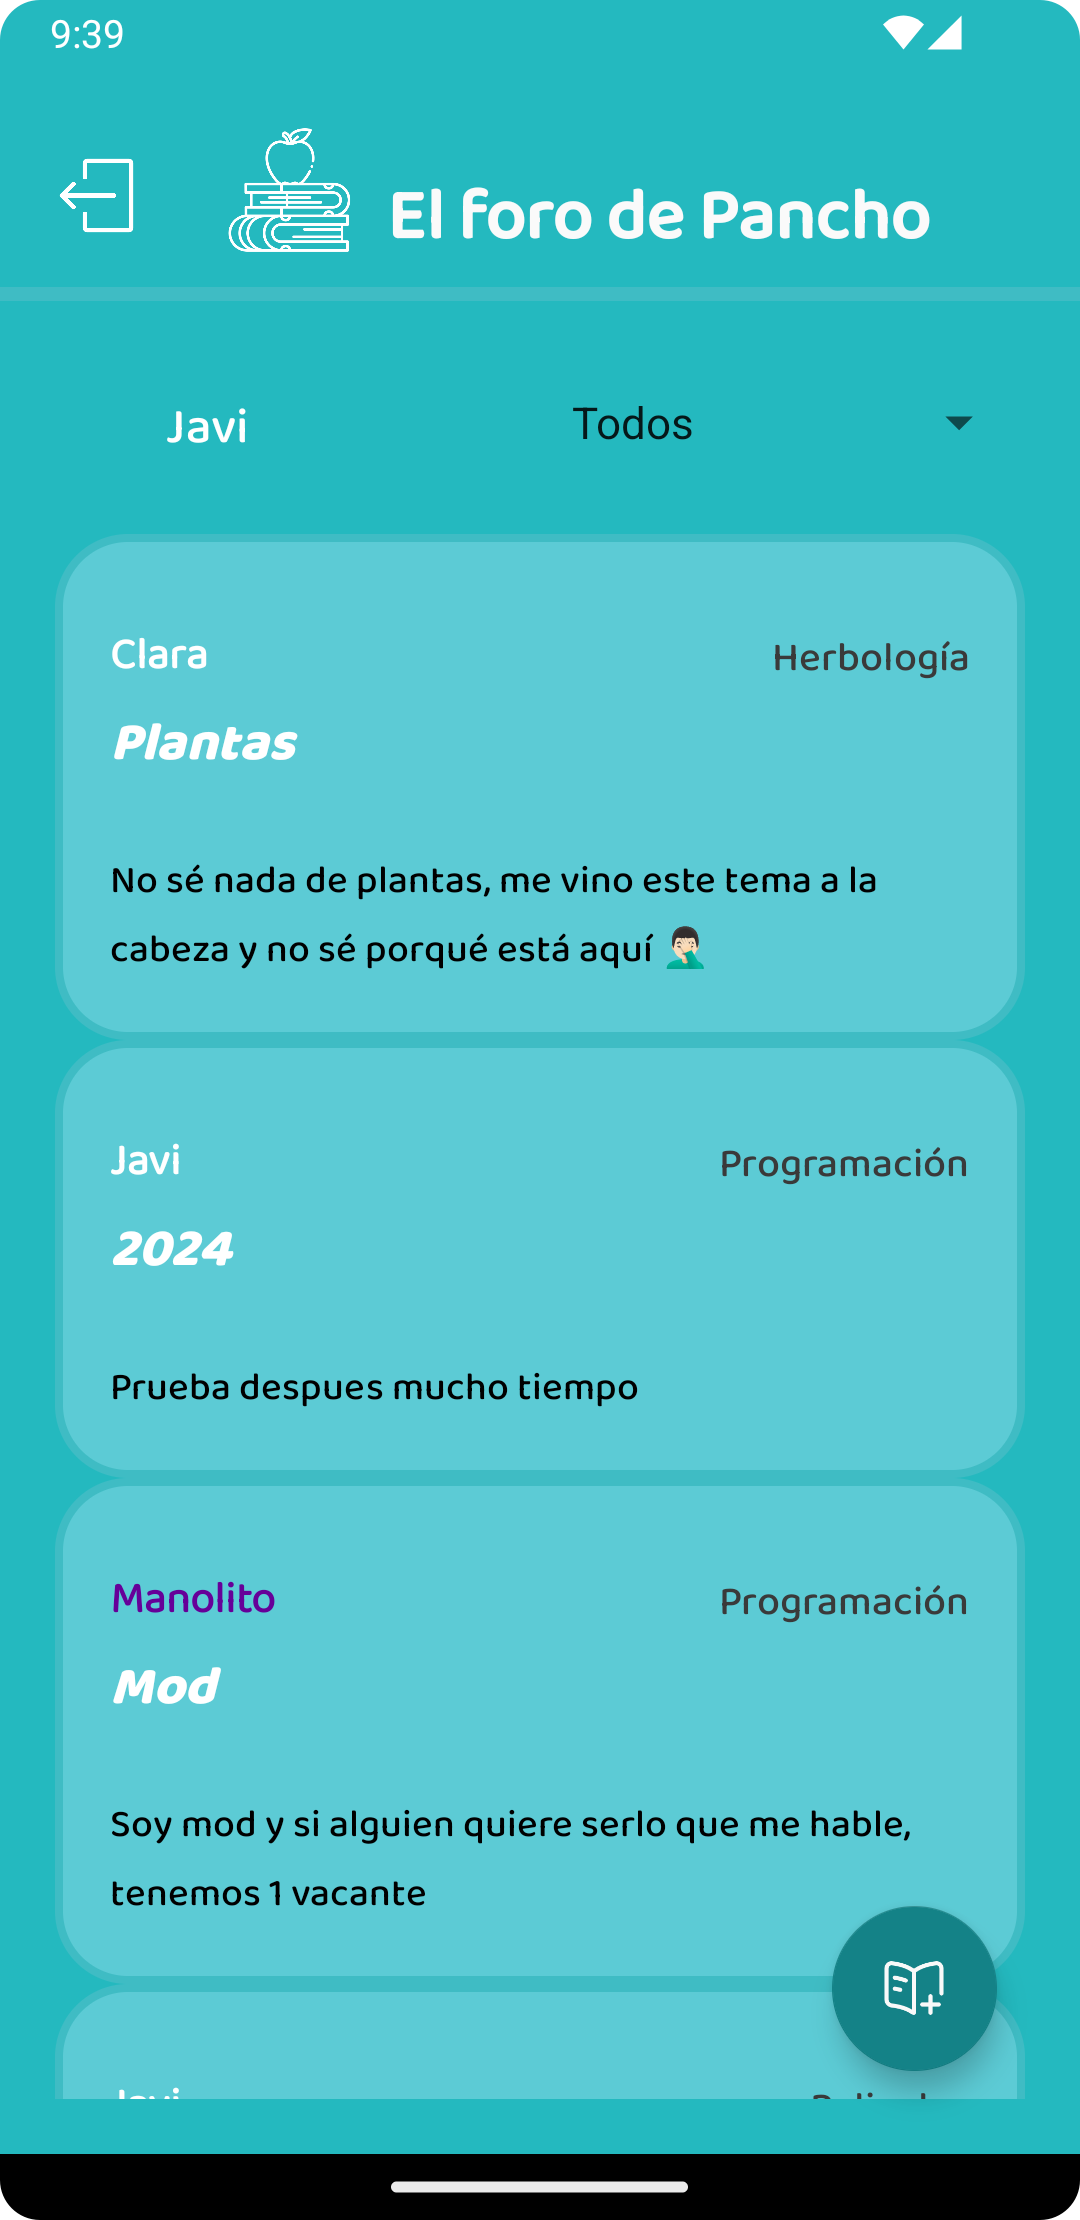 9:39
El foro de Pancho
Javi
Todos
Clara
Herbología
Plantas
No sé nada de plantas, me vino este tema a la
cabeza y no sé porqué está aquí 🤦🏻‍♂️
Javi
Programación
2024
Prueba despues mucho tiempo
Manolito
Programación
Mod
Soy mod y si alguien quiere serlo que me hable,
tenemos 1 vacante
Javi